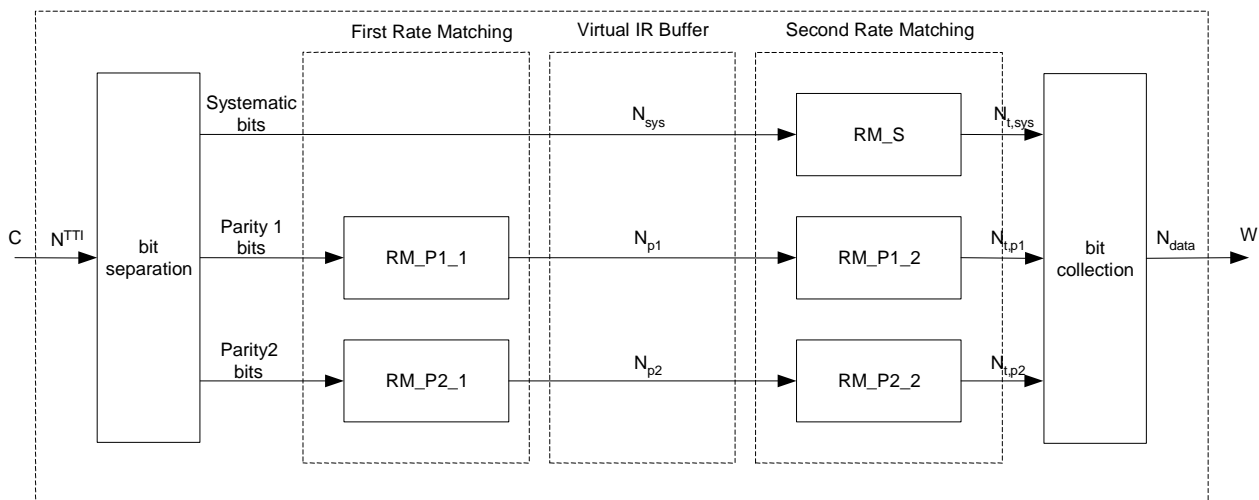 First Rate Matching
Virtual IR Buffer
Second Rate Matching
Systematic
bits
N_sys
RM_S
N_t,sys
C
N^TTI
bit
separation
Parity 1
bits
RM_P1_1
N_p1
RM_P1_2
N_t,p1
bit
collection
N_data
W
Parity2
bits
RM_P2_1
N_p2
RM_P2_2
N_t,p2